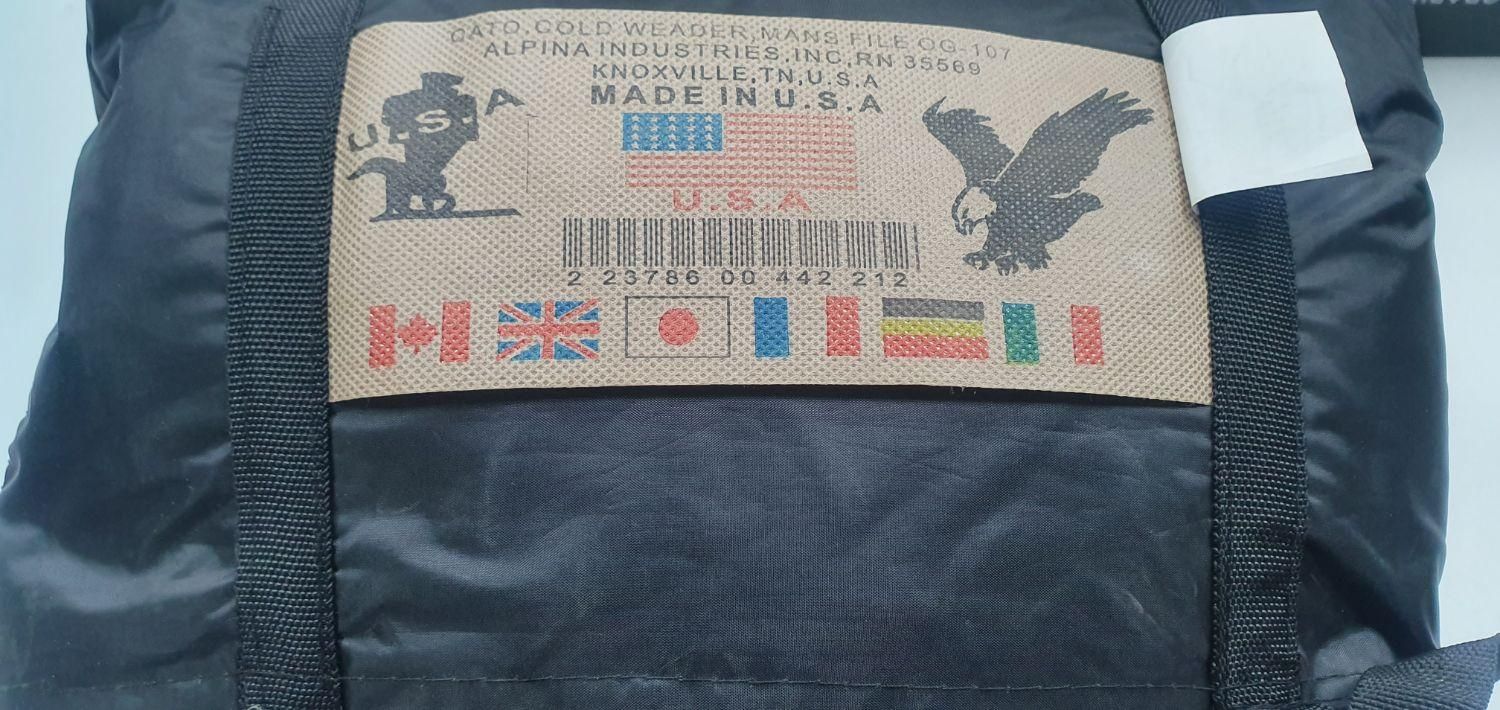 OATO COLD WEADER,MANS FILE OG-107
ALPINA INDUSTRIES,INC,RN 35569
KNOXVILLE,TN,U.S.A
MADE IN U.S.A
U.S.A
U.S.A
2 23786 00 442 212